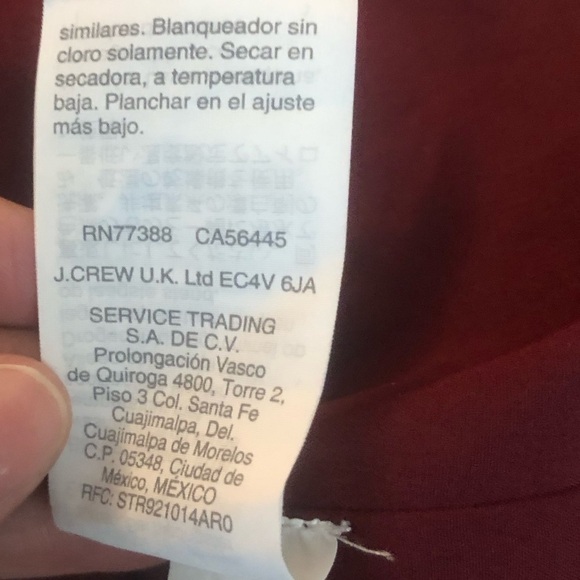 similares. Blanqueador sin
cloro solamente. Secar en
secadora, a temperatura
baja. Planchar en el ajuste
más bajo.
RN77388 CA56445
J.CREW U.K. Ltd EC4V 6JA
SERVICE TRADING
S.A. DE C.V.
Prolongación Vasco
de Quiroga 4800, Torre 2,
Piso 3 Col. Santa Fe
Cuajimalpa, Del.
Cuajimalpa de Morelos
C.P. 05348, Ciudad de
México, MÉXICO
RFC: STR921014AR0